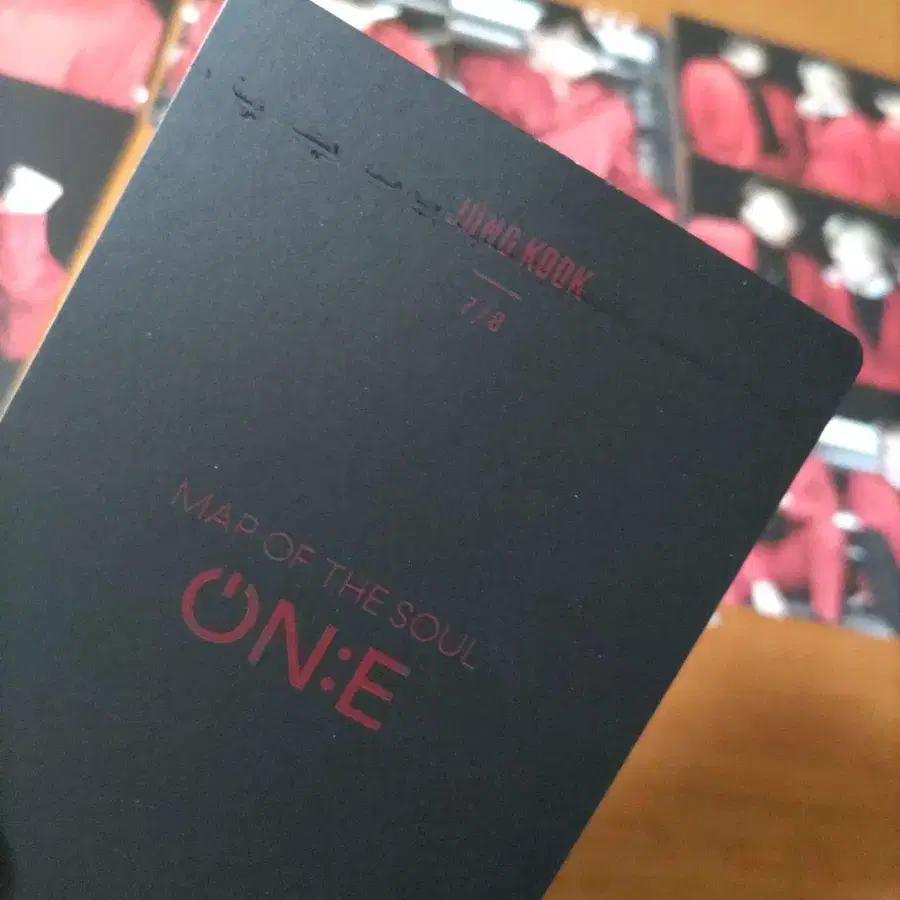 JUNG KOOK
7/8
MAP OF THE SOUL
ON:E